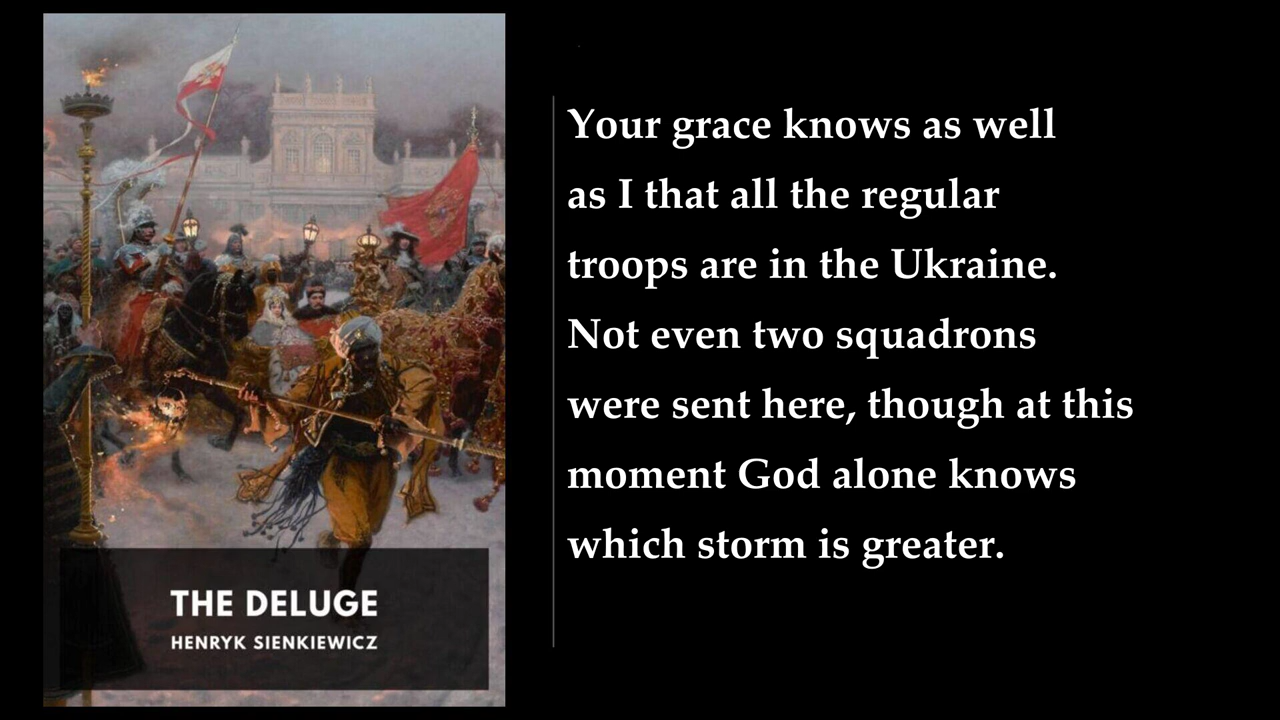 THE DELUGE
HENRYK SIENKIEWICZ
Your grace knows as well
as I that all the regular
troops are in the Ukraine.
Not even two squadrons
were sent here, though at this
moment God alone knows
which storm is greater.